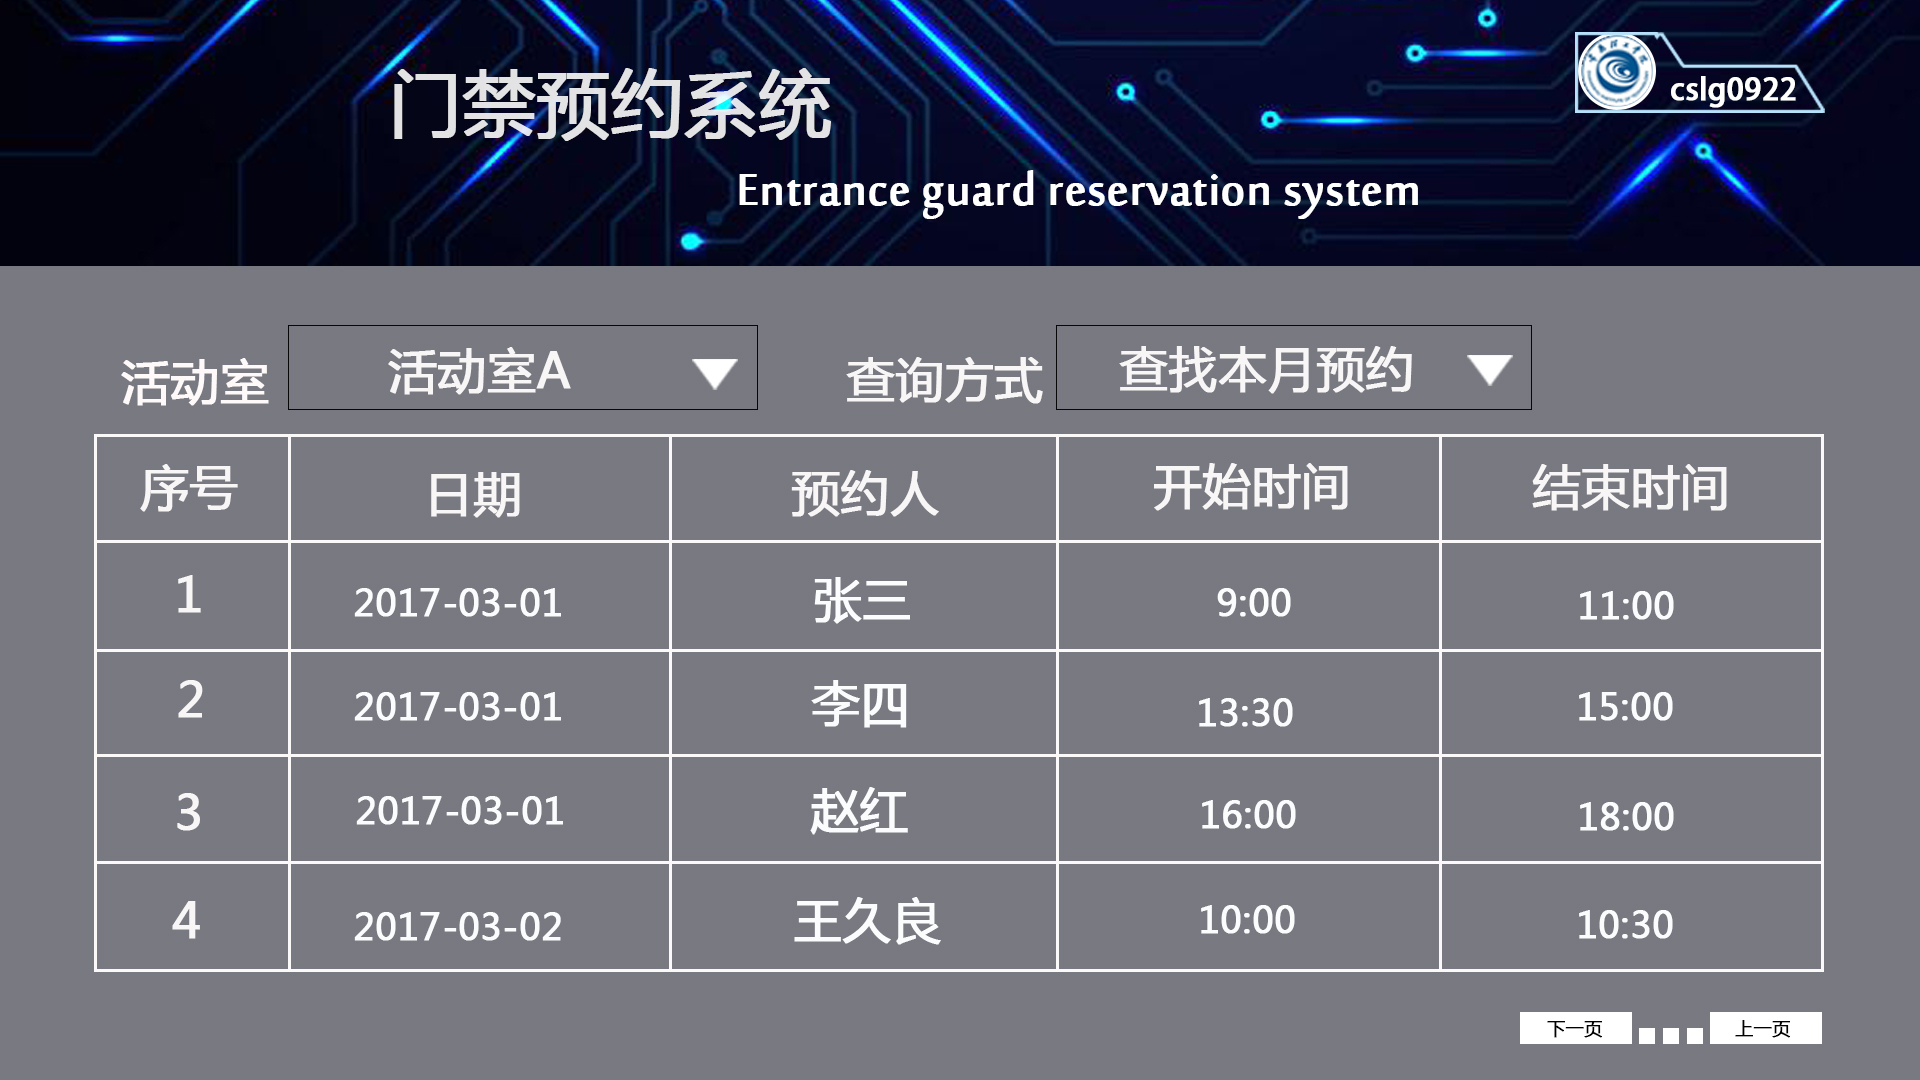 门禁预约系统
Entrance guard reservation system
cslg0922
活动室 活动室A 查询方式 查找本月预约
序号 日期 预约人 开始时间 结束时间
1 2017-03-01 张三 9:00 11:00
2 2017-03-01 李四 13:30 15:00
3 2017-03-01 赵红 16:00 18:00
4 2017-03-02 王久良 10:00 10:30
下一页 上一页